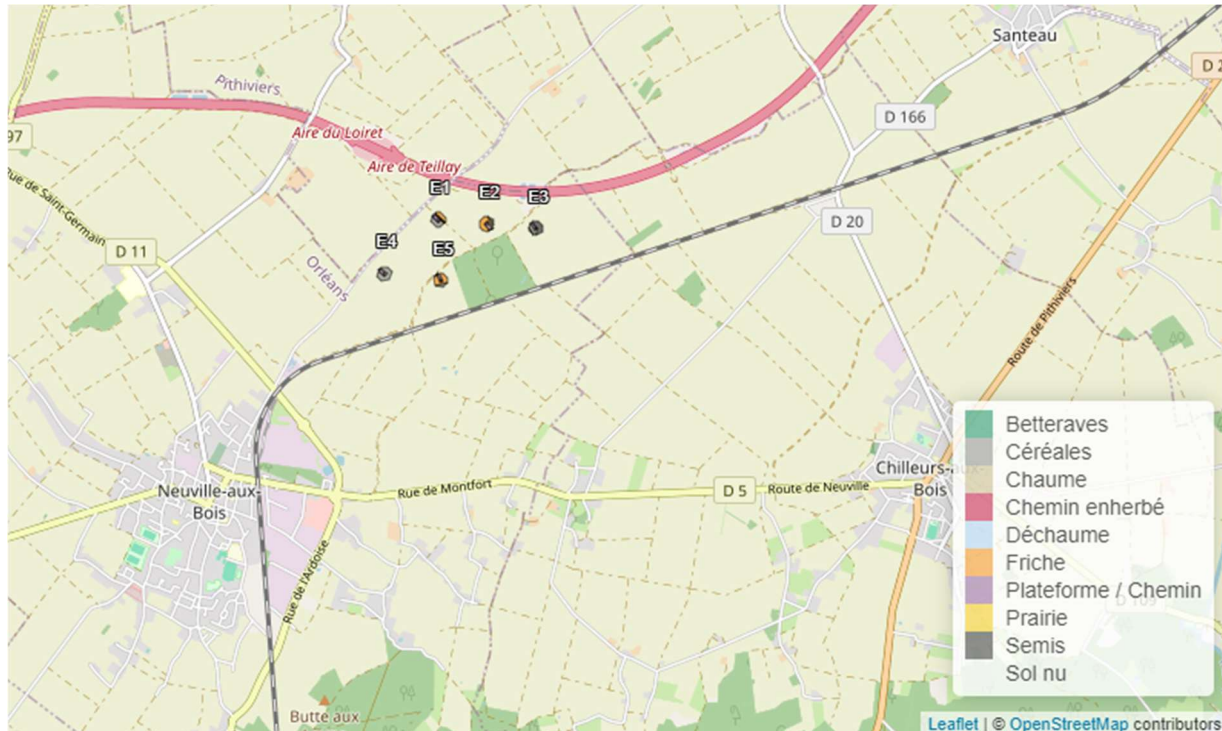 Santeau
D 2
Pithiviers
97
Aire du Loiret
D 166
Aire de Teillay
Rue de Saint-Germain
E1
E2
E3
D 20
D 11
E4
E5
Orléans
Route de Pithiviers
Betteraves
Céréales
Chaume
Chemin enherbé
Déchaume
Friche
Plateforme / Chemin
Prairie
Semis
Sol nu
Chilleurs-aux-
Bois
Neuville-aux-
Bois
Rue de Montfort
D 5
Route de Neuville
Rue de l'Ardoise
D 109
Butte aux
Leaflet | © OpenStreetMap contributors